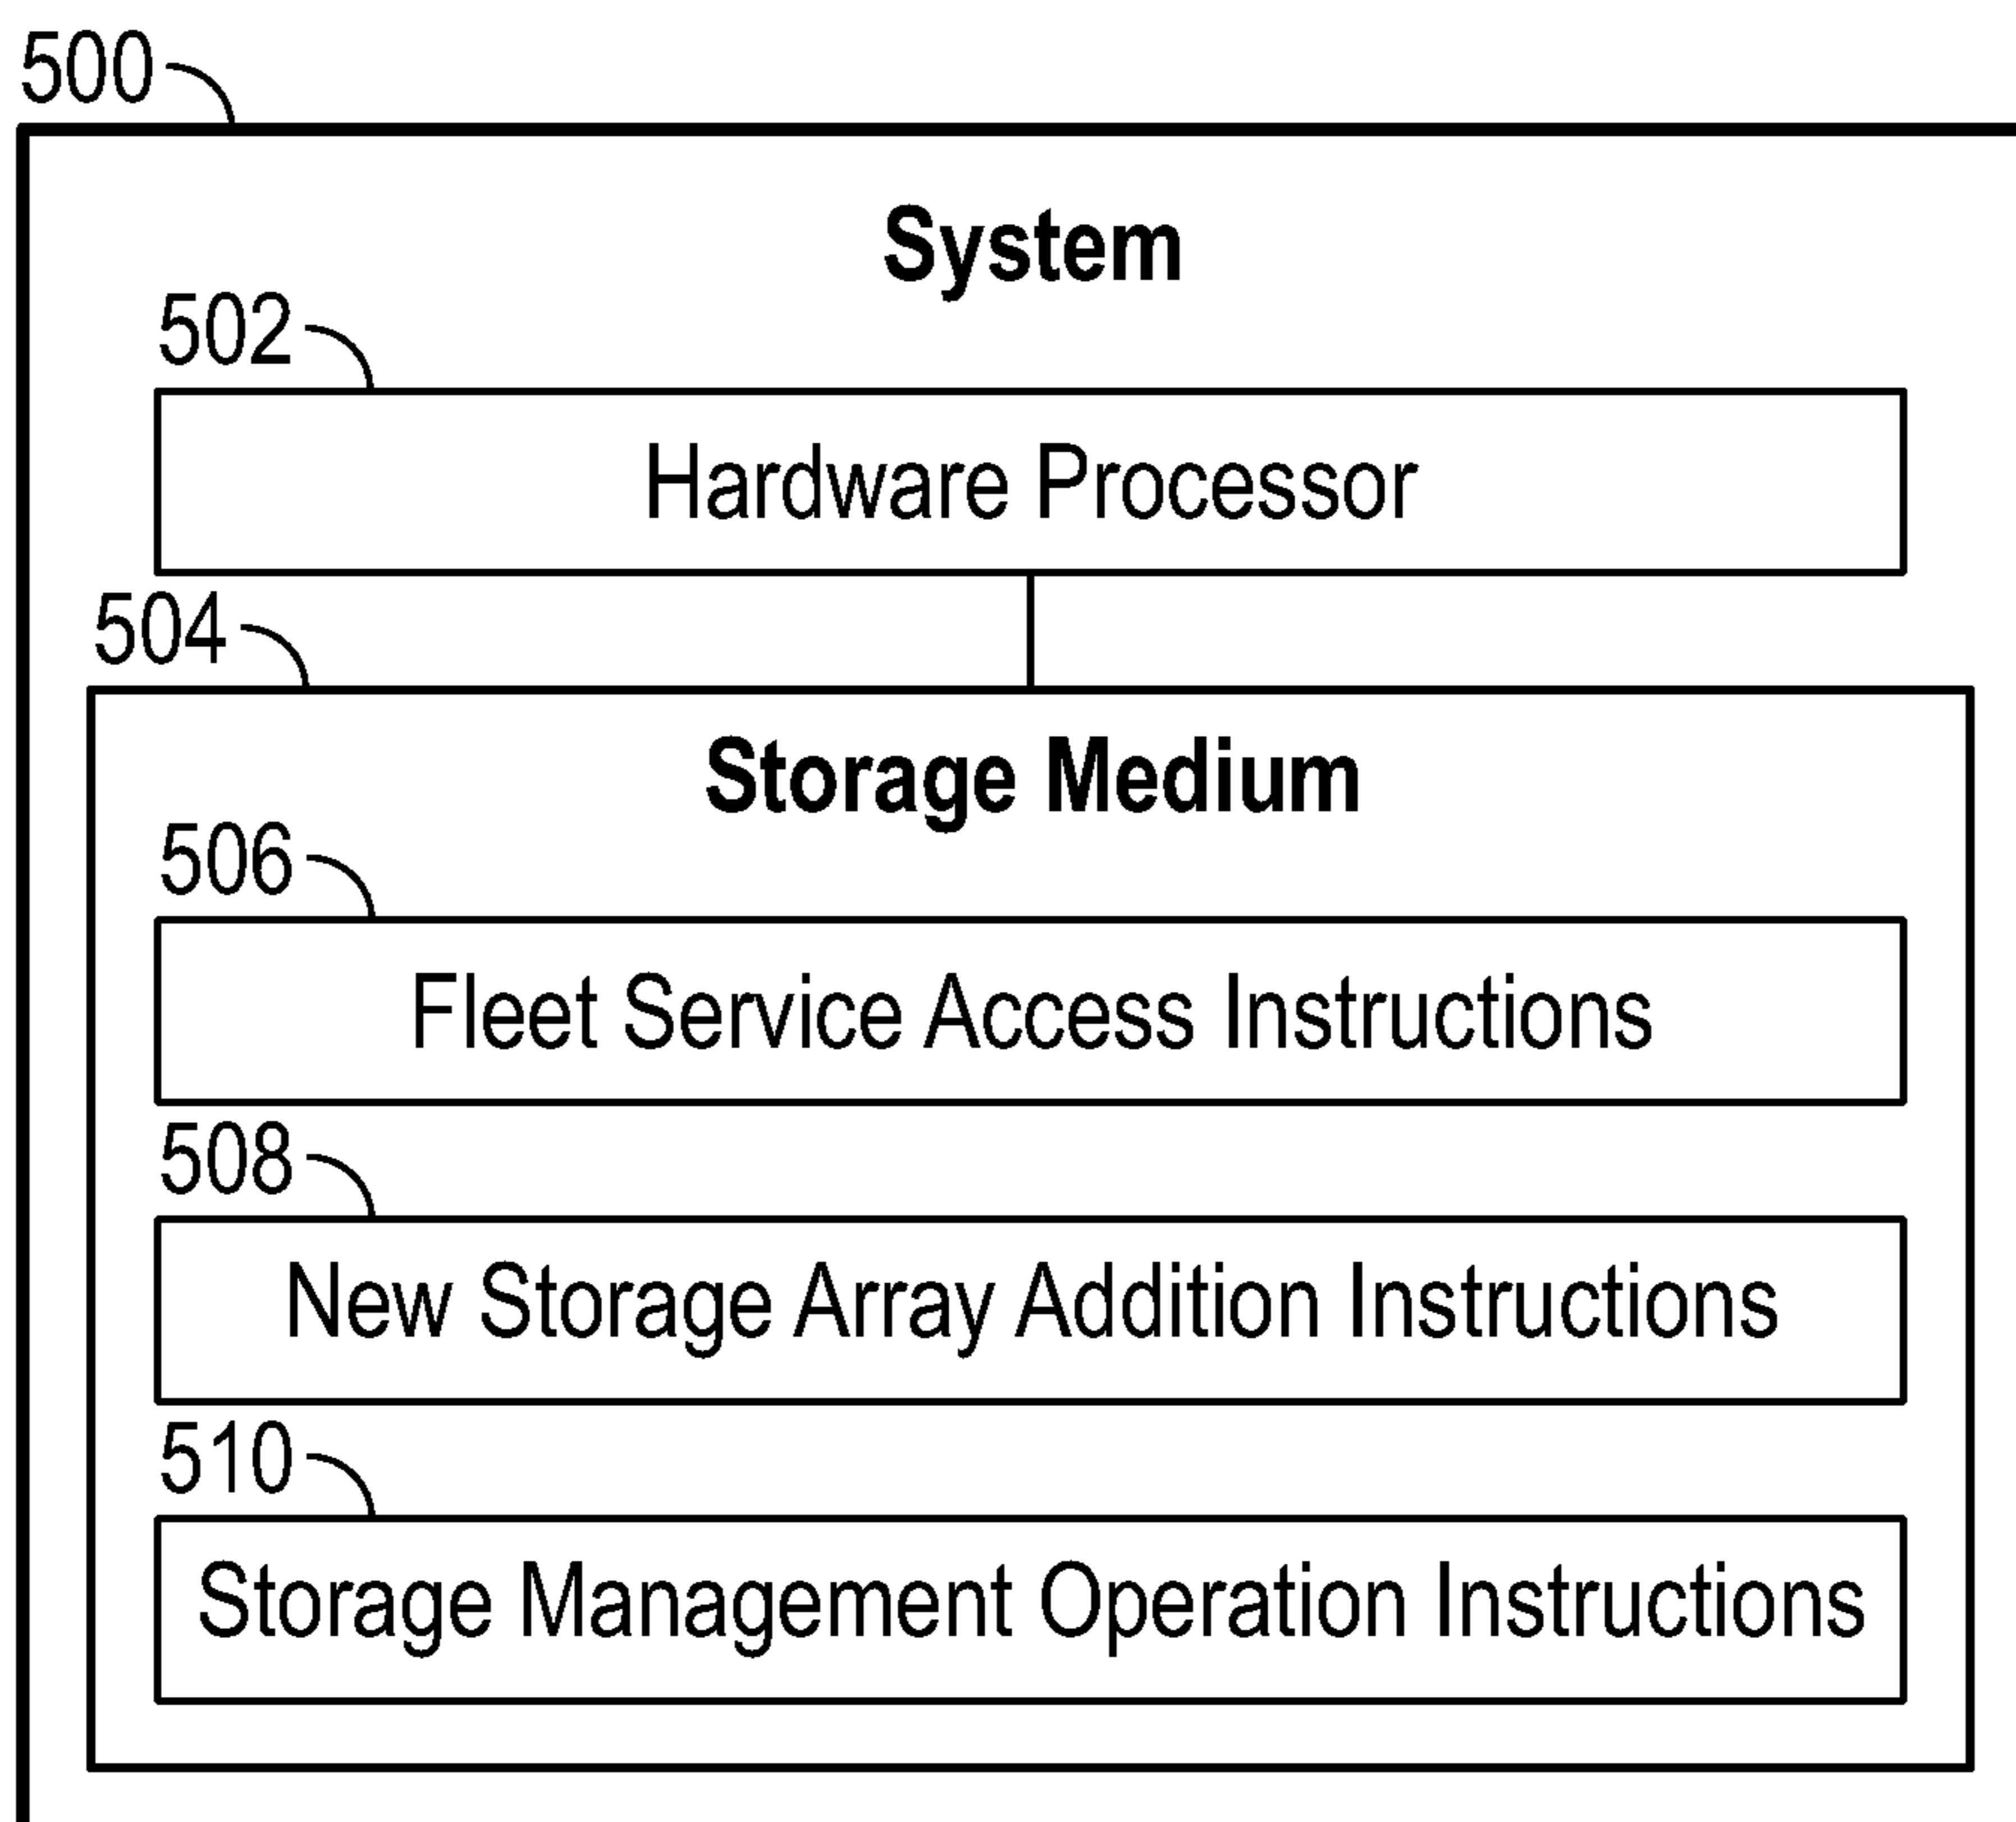 500
System
502
Hardware Processor
504
Storage Medium
506
Fleet Service Access Instructions
508
New Storage Array Addition Instructions
510
Storage Management Operation Instructions